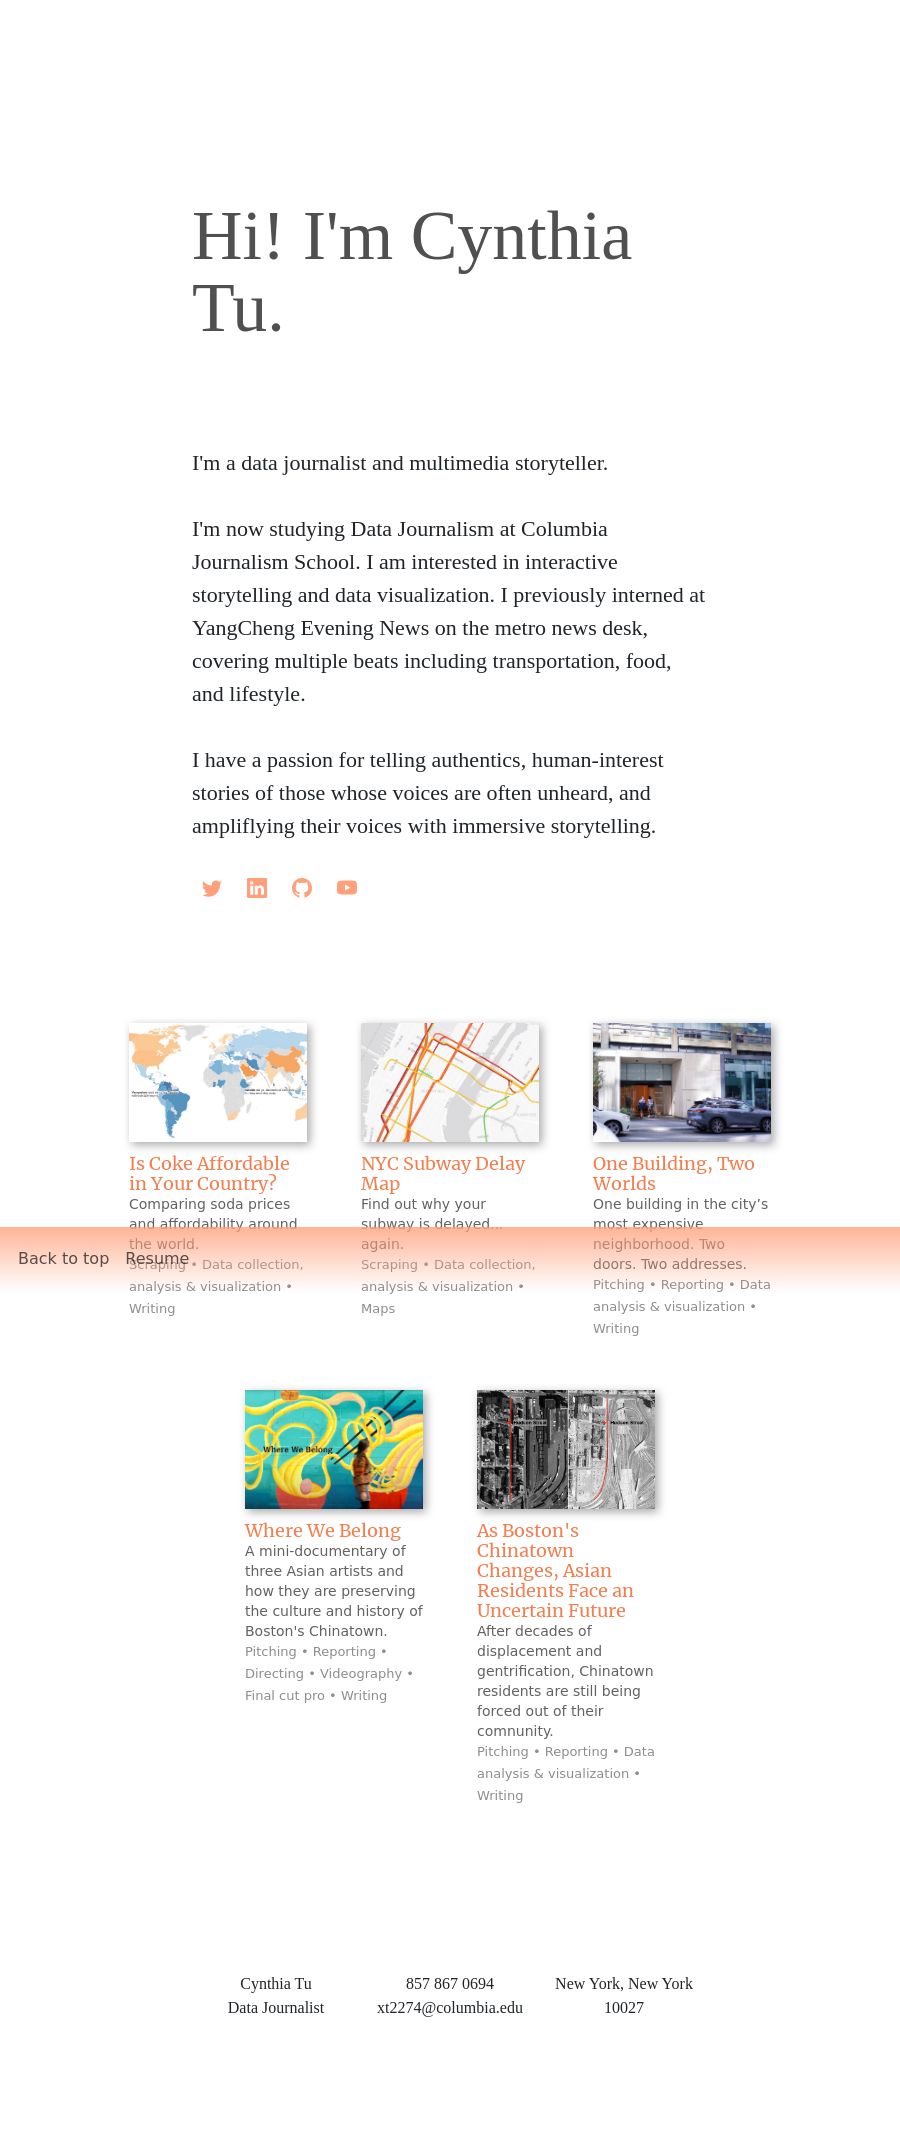 Hi! I'm Cynthia
Tu.
I'm a data journalist and multimedia storyteller.
I'm now studying Data Journalism at Columbia
Journalism School. I am interested in interactive
storytelling and data visualization. I previously interned at
YangCheng Evening News on the metro news desk,
covering multiple beats including transportation, food,
and lifestyle.
I have a passion for telling authentics, human-interest
stories of those whose voices are often unheard, and
ampliflying their voices with immersive storytelling.
Is Coke Affordable
in Your Country?
Comparing soda prices
and affordability around
the world.
Scraping • Data collection,
analysis & visualization •
Writing
NYC Subway Delay
Map
Find out why your
subway is delayed...
again.
Scraping • Data collection,
analysis & visualization •
Maps
One Building, Two
Worlds
One building in the city’s
most expensive
neighborhood. Two
doors. Two addresses.
Pitching • Reporting • Data
analysis & visualization •
Writing
Back to top Resume
Where We Belong
Where We Belong
A mini-documentary of
three Asian artists and
how they are preserving
the culture and history of
Boston's Chinatown.
Pitching • Reporting •
Directing • Videography •
Final cut pro • Writing
Hudson Street
Hudson Street
As Boston's
Chinatown
Changes, Asian
Residents Face an
Uncertain Future
After decades of
displacement and
gentrification, Chinatown
residents are still being
forced out of their
comnunity.
Pitching • Reporting • Data
analysis & visualization •
Writing
Cynthia Tu
Data Journalist
857 867 0694
xt2274@columbia.edu
New York, New York
10027